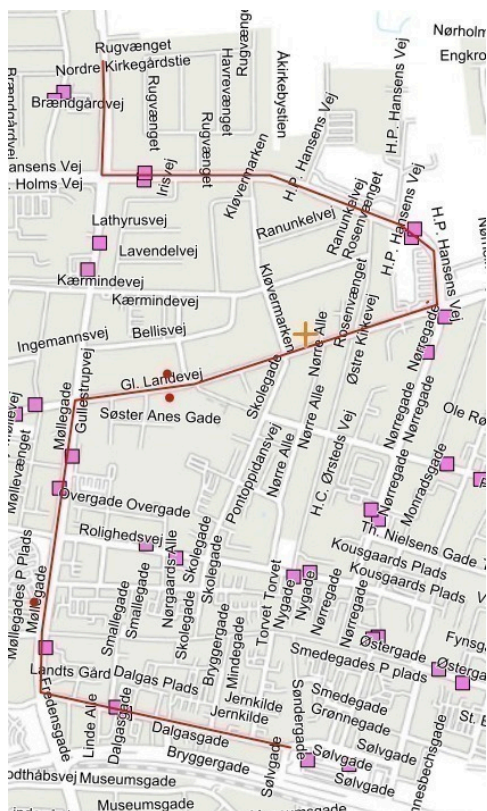 Rugvænget
Nordre Kirkegårdstie
Brændgårdvej
Brændgårdvej
Rugvænget
Havrevænget
Rugvænget
Rugvænget
Åkirkebystien
Nørholm
Engkro
ansens Vej
. Holms Vej
Irisvej
Kløvermarken
H.P. Hansens Vej
H.P. Hansens Vej
Lathyrusvej
Lavendelvej
Ranunkelvej
Ranunkelvej
Rosenvænget
H.P. Hansens Vej
H.P. Hansens Vej
Kærmindevej
Kærmindevej
Kløvermarken
Ingemannsvej
Bellisvej
Nørre Alle
Rosenvænget
Østre Kirkevej
Nørregade
Gl. Landevej
Skolegade
Søster Anes Gade
Møllegade
Gullestrupvej
Møllevænget
Pontoppidansvej
Nørre Alle
Nørre Alle
H.C. Ørsteds Vej
Nørregade
Nørregade
Monradsgade
Ole Rø
Overgade Overgade
Rolighedsvej
Th. Nielsens Gade
Kousgaards Plads
Kousgaards Plads
Møllegades P Plads
Møllegade
Smallegade
Smallegade
Nørgaards Alle
Skolegade
Skolegade
Skolegade
Bryggergade
Mindegade
Torvet Torvet
Nygade
Nygade
Nørregade
Nørregade
Østergade
Østerga
Fynsg
Smedegades P plads
Landts Gård
Dalgas Plads
Fredensgade
Linde Alle
Dalgasgade
Jernkilde
Jernkilde
Dalgasgade
Bryggergade
Søndergade
Smedegade
Grønnegade
Sølvgade
Sølvgade
Sølvgade
Sølvgade
nnesbechsgade
St. B
odthåbsvej
Museumsgade
Museumsgade